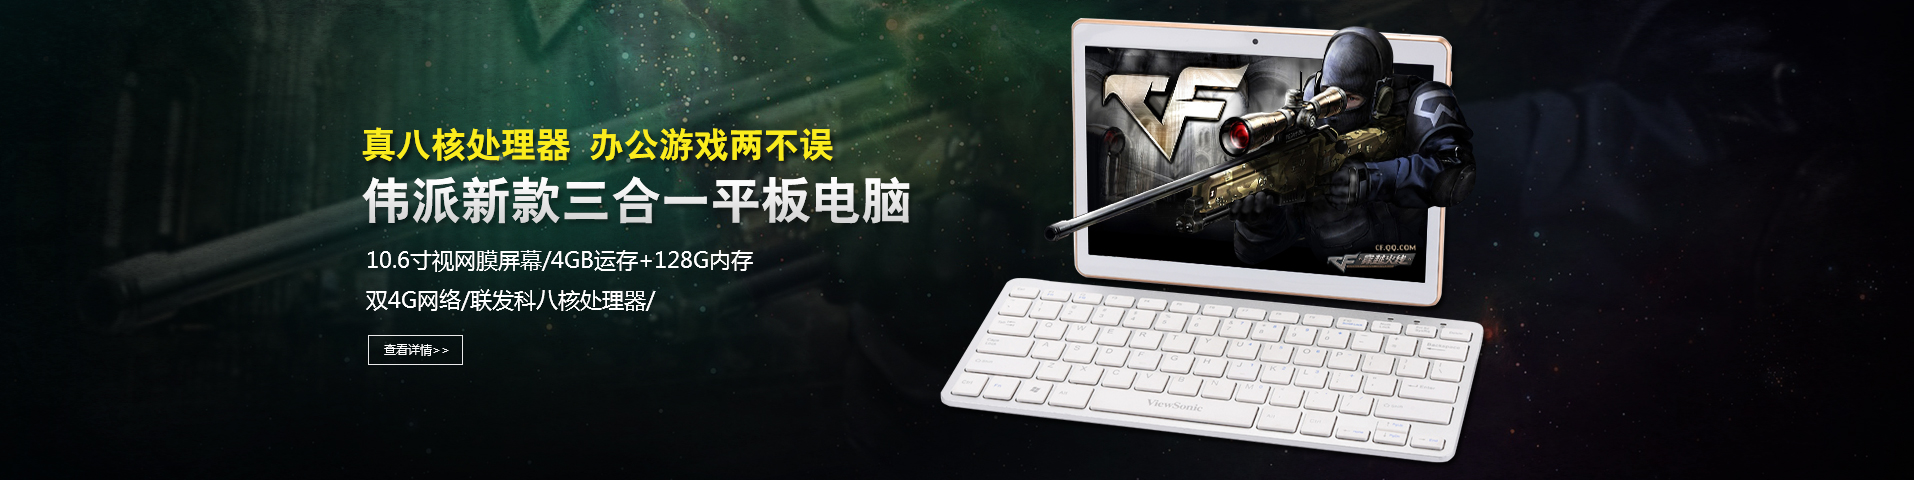 真八核处理器 办公游戏两不误
伟派新款三合一平板电脑
10.6寸视网膜屏幕/4GB运存+128G内存
双4G网络/联发科八核处理器/
查看详情>>
CF
CF.QQ.COM
CF 穿越火线
ViewSonic